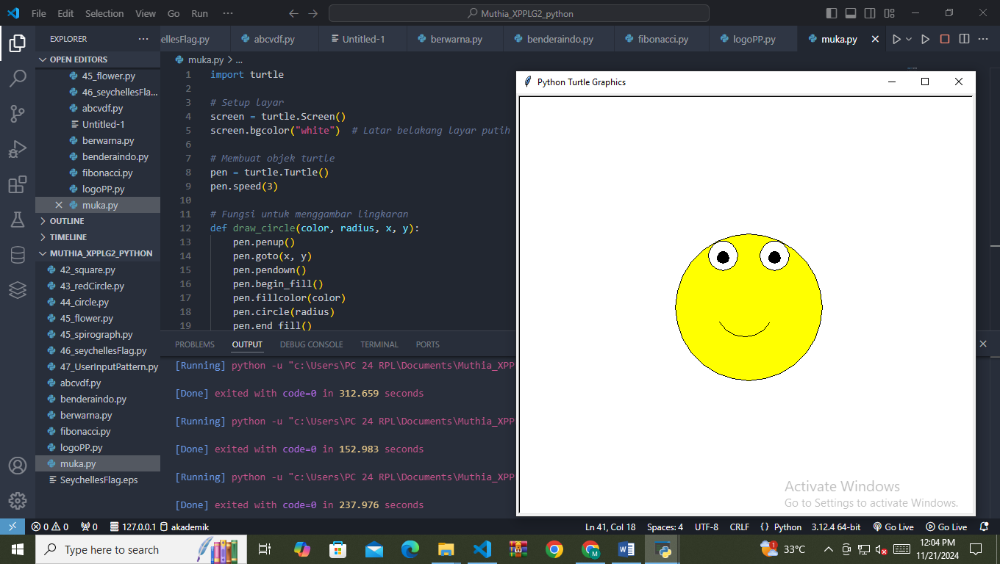 File Edit Selection View Go Run ··· Muthia_XPPLG2_python
EXPLORER ···
OPEN EDITORS
45_flower.py
46_seychellesFla...
abcvdf.py
Untitled-1
berwarna.py
benderaindo.py
fibonacci.py
logoPP.py
muka.py
OUTLINE
TIMELINE
MUTHIA_XPPLG2_PYTHON
42_square.py
43_redCircle.py
44_circle.py
45_flower.py
45_spirograph.py
46_seychellesFlag.py
47_UserInputPattern.py
abcvdf.py
benderaindo.py
berwarna.py
fibonacci.py
logoPP.py
muka.py
SeychellesFlag.eps
ellesFlag.py abcvdf.py Untitled-1 berwarna.py benderaindo.py fibonacci.py logoPP.py muka.py
muka.py > ...
1 import turtle
2
3 # Setup layar
4 screen = turtle.Screen()
5 screen.bgcolor("white")  # Latar belakang layar putih
6
7 # Membuat objek turtle
8 pen = turtle.Turtle()
9 pen.speed(3)
10
11 # Fungsi untuk menggambar lingkaran
12 def draw_circle(color, radius, x, y):
13 pen.penup()
14 pen.goto(x, y)
15 pen.pendown()
16 pen.begin_fill()
17 pen.fillcolor(color)
18 pen.circle(radius)
19 pen.end_fill()
PROBLEMS OUTPUT DEBUG CONSOLE TERMINAL PORTS
[Running] python -u "c:\Users\PC 24 RPL\Documents\Muthia_XPP
[Done] exited with code=0 in 312.659 seconds
[Running] python -u "c:\Users\PC 24 RPL\Documents\Muthia_XPP
[Done] exited with code=0 in 152.983 seconds
[Running] python -u "c:\Users\PC 24 RPL\Documents\Muthia_XPP
[Done] exited with code=0 in 237.976 seconds
Python Turtle Graphics
Activate Windows
Go to Settings to activate Windows.
0 0 0 127.0.0.1 akademik Ln 41, Col 18 Spaces: 4 UTF-8 CRLF {} Python 3.12.4 64-bit Go Live Go Live
Type here to search 1 33°C 12:04 PM
11/21/2024